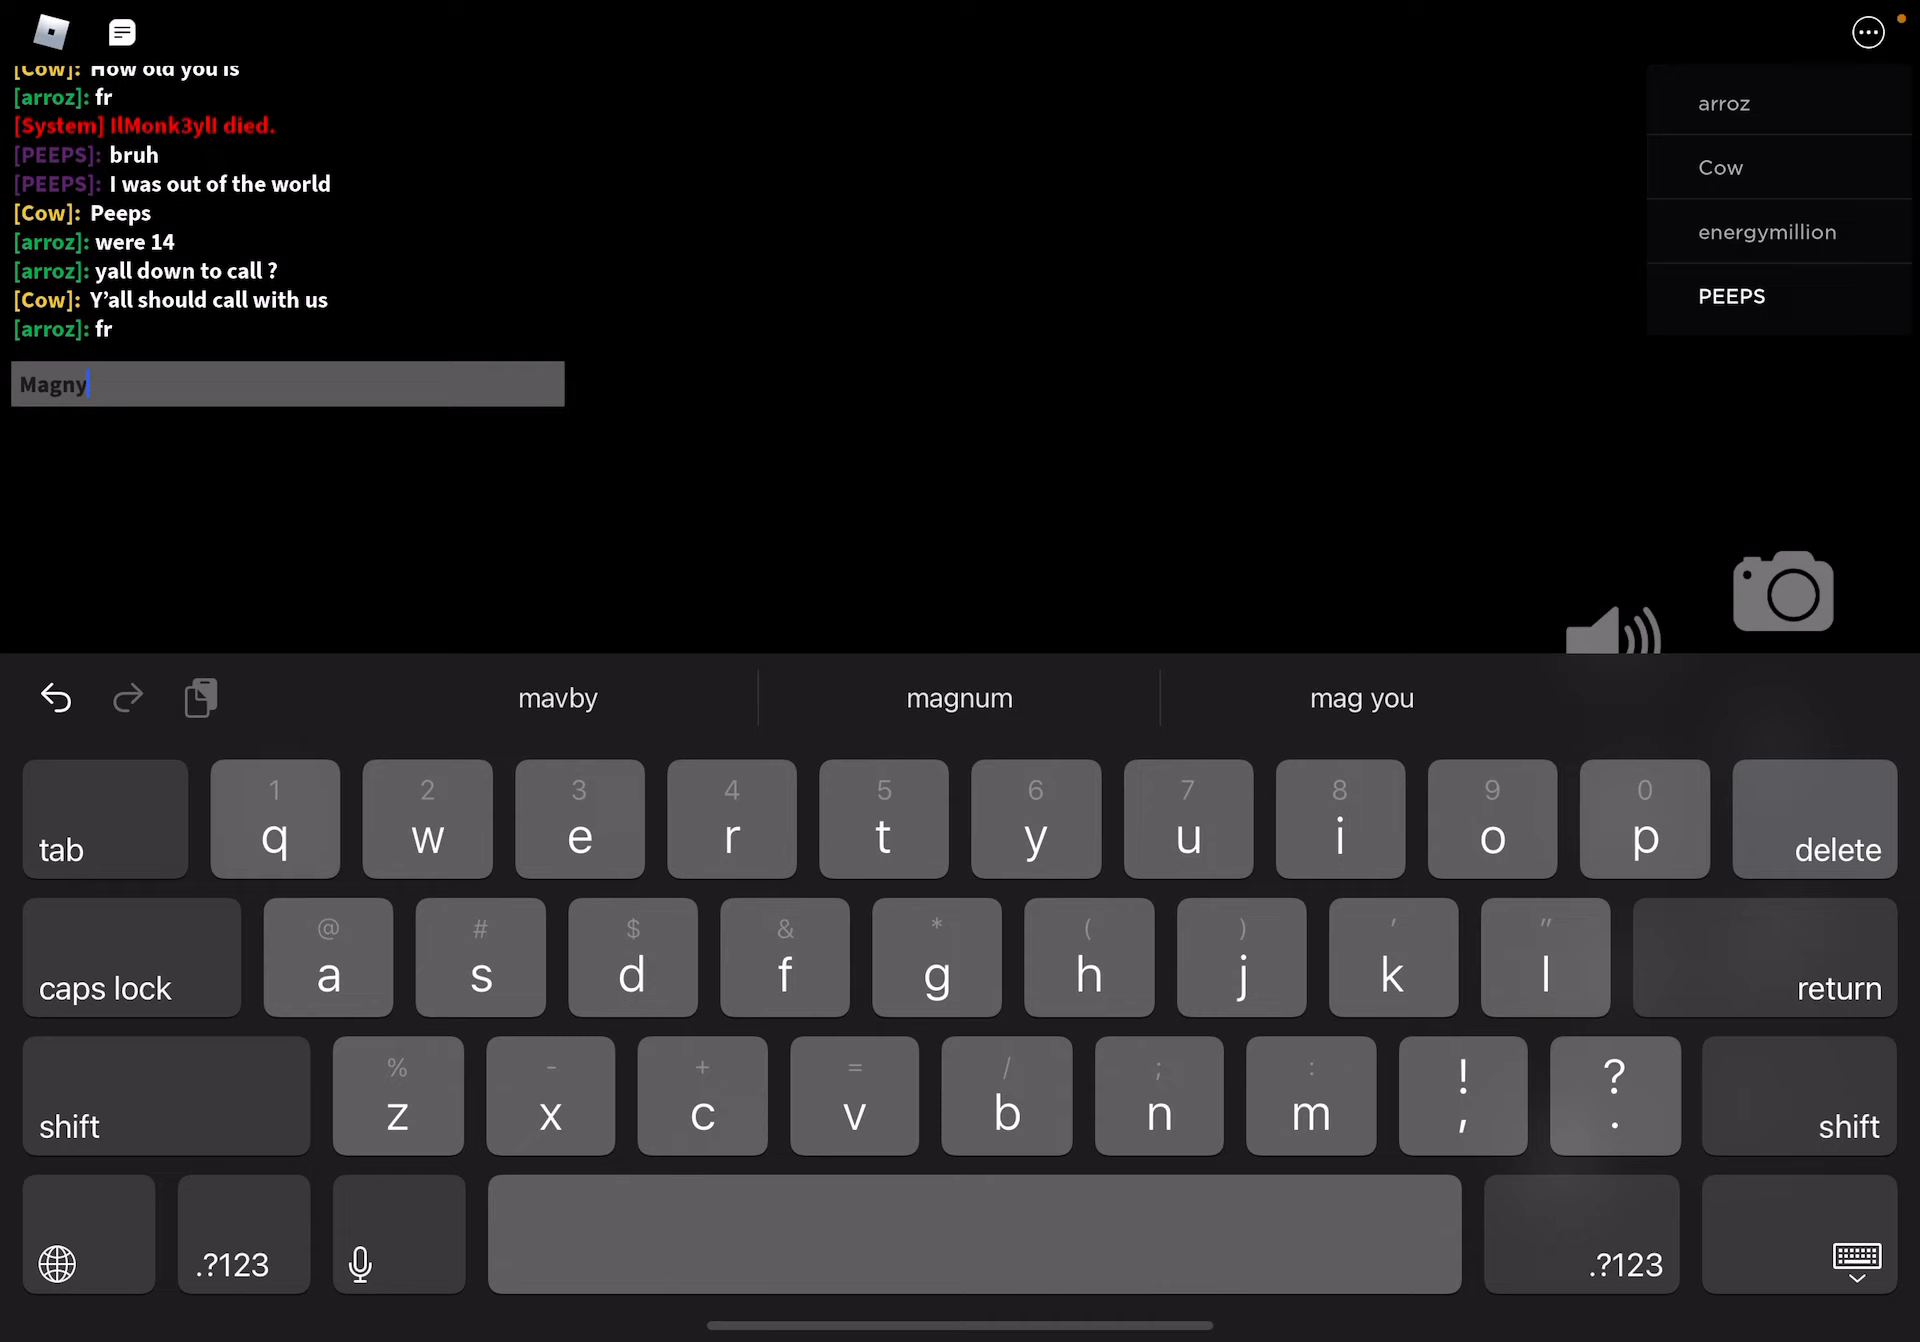 [Cow]: How old you is
[arroz]: fr
[System] IlMonk3ylI died.
[PEEPS]: bruh
[PEEPS]: I was out of the world
[Cow]: Peeps
[arroz]: were 14
[arroz]: yall down to call ?
[Cow]: Y’all should call with us
[arroz]: fr
Magny
arroz
Cow
energymillion
PEEPS
mavby magnum mag you
1 2 3 4 5 6 7 8 9 0
tab q w e r t y u i o p delete
@ # $ & * ( ) ' "
caps lock a s d f g h j k l return
% - + = / ; : ! ?
shift z x c v b n m , . shift
.?123 .?123